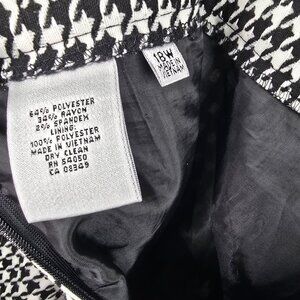 64% POLYESTER
34% RAYON
2% SPANDEX
LINING:
100% POLYESTER
MADE IN VIETNAM
DRY CLEAN
RN 54050
CA 03349
18W
MADE IN
VIETNAM